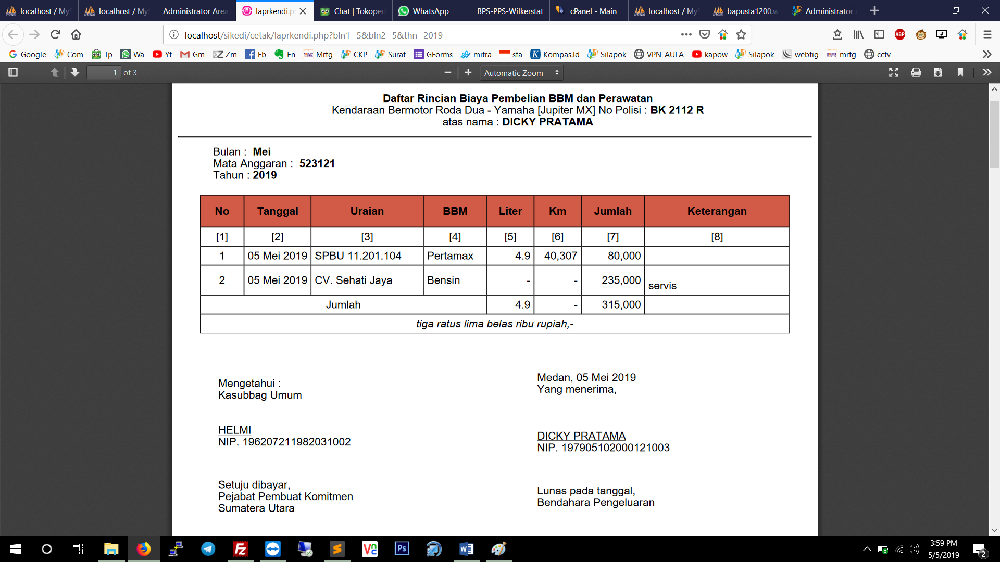 localhost / My
localhost / My
Administrator Area
laprkendi.p
Chat | Tokoped
WhatsApp
BPS-PPS-Wilkerstat
cPanel - Main
localhost / My
bapusta1200.w
Administrator
localhost/sikedi/cetak/laprkendi.php?bln1=5&bln2=5&thn=2019
ABP
Google Com Tp Wa Yt Gm Zm Fb En Mrtg CKP Surat GForms mitra sfa Kompas.Id Silapok VPN_AULA kapow Silapok webfig mrtg cctv
1 of 3
Automatic Zoom
Daftar Rincian Biaya Pembelian BBM dan Perawatan
Kendaraan Bermotor Roda Dua - Yamaha [Jupiter MX] No Polisi : BK 2112 R
atas nama : DICKY PRATAMA
Bulan : Mei
Mata Anggaran : 523121
Tahun : 2019
No Tanggal Uraian BBM Liter Km Jumlah Keterangan
[1] [2] [3] [4] [5] [6] [7] [8]
1 05 Mei 2019 SPBU 11.201.104 Pertamax 4.9 40,307 80,000
2 05 Mei 2019 CV. Sehati Jaya Bensin - - 235,000 servis
Jumlah 4.9 - 315,000
tiga ratus lima belas ribu rupiah,-
Mengetahui :
Kasubbag Umum
HELMI
NIP. 196207211982031002
Medan, 05 Mei 2019
Yang menerima,
DICKY PRATAMA
NIP. 197905102000121003
Setuju dibayar,
Pejabat Pembuat Komitmen
Sumatera Utara
Lunas pada tanggal,
Bendahara Pengeluaran
3:59 PM
5/5/2019
2